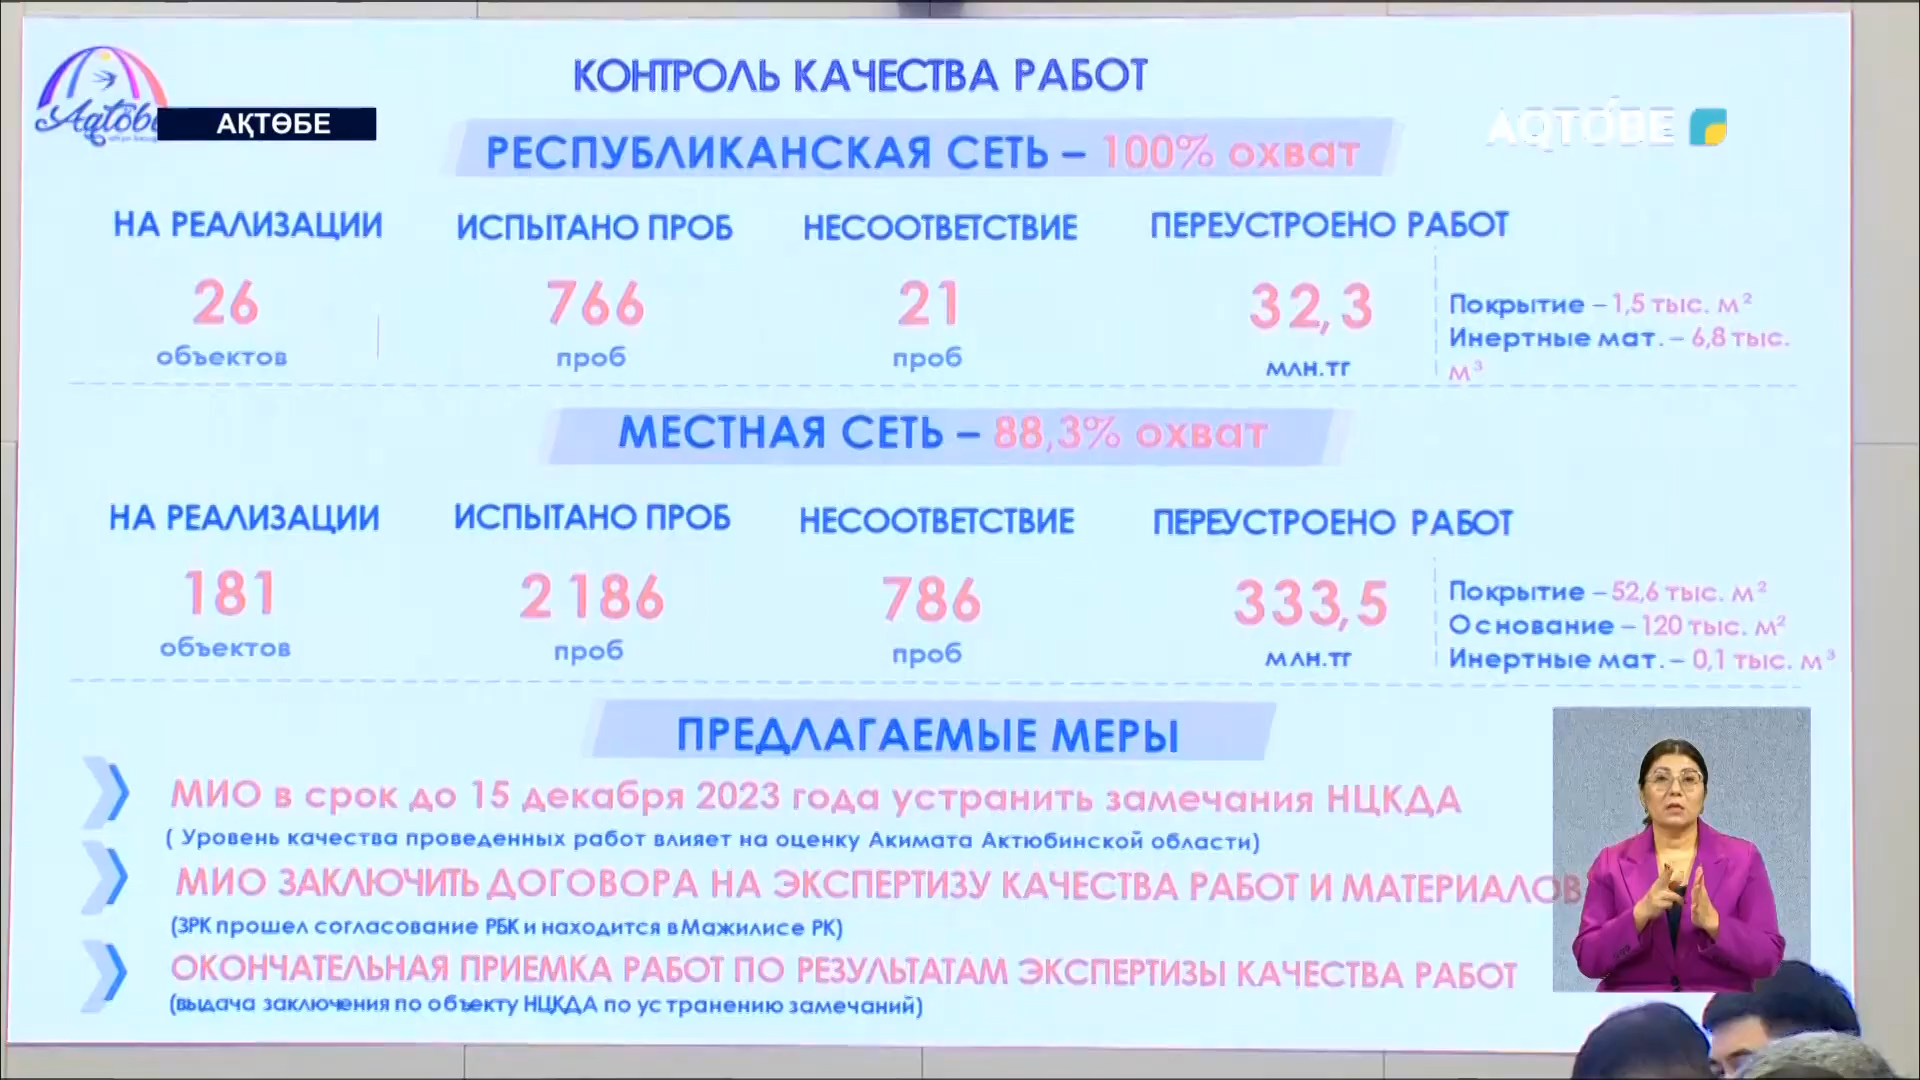 КОНТРОЛЬ КАЧЕСТВА РАБОТ
Aqtöbe
АҚТӨБЕ
AQTÓBE
РЕСПУБЛИКАНСКАЯ СЕТЬ – 100% охват
НА РЕАЛИЗАЦИИ
ИСПЫТАНО ПРОБ
НЕСООТВЕТСТВИЕ
ПЕРЕУСТРОЕНО РАБОТ
26
объектов
766
проб
21
проб
32,3
млн.тг
Покрытие – 1,5 тыс. м²
Инертные мат. – 6,8 тыс.
м³
МЕСТНАЯ СЕТЬ – 88,3% охват
НА РЕАЛИЗАЦИИ
ИСПЫТАНО ПРОБ
НЕСООТВЕТСТВИЕ
ПЕРЕУСТРОЕНО РАБОТ
181
объектов
2 186
проб
786
проб
333,5
млн.тг
Покрытие – 52,6 тыс. м²
Основание – 120 тыс. м²
Инертные мат. – 0,1 тыс. м³
ПРЕДЛАГАЕМЫЕ МЕРЫ
МИО в срок до 15 декабря 2023 года устранить замечания НЦКДА
( Уровень качества проведенных работ влияет на оценку Акимата Актюбинской области)
МИО ЗАКЛЮЧИТЬ ДОГОВОРА НА ЭКСПЕРТИЗУ КАЧЕСТВА РАБОТ И МАТЕРИАЛОВ
(ЗРК прошел согласование РБК и находится в Мажилисе РК)
ОКОНЧАТЕЛЬНАЯ ПРИЕМКА РАБОТ ПО РЕЗУЛЬТАТАМ ЭКСПЕРТИЗЫ КАЧЕСТВА РАБОТ
(выдача заключения по объекту НЦКДА по устранению замечаний)